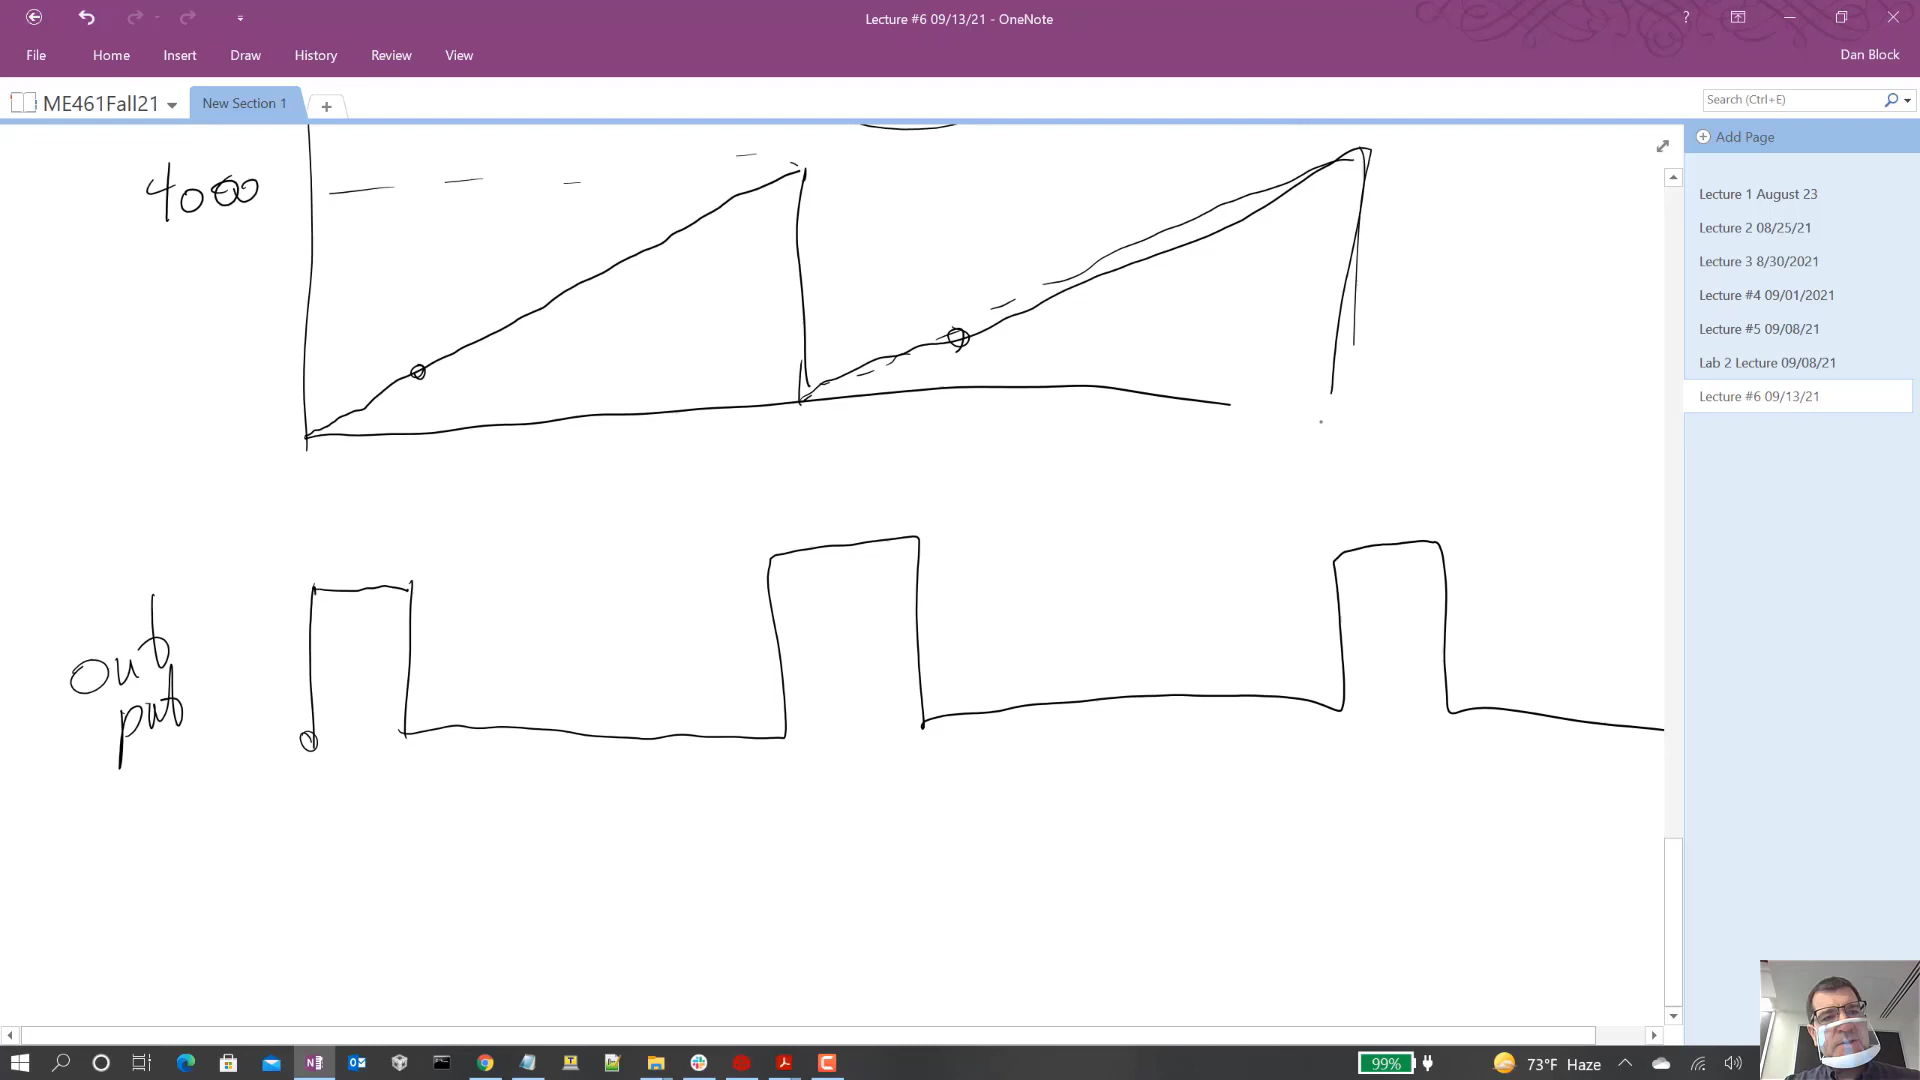 Lecture #6 09/13/21 - OneNote
?
File
Home
Insert
Draw
History
Review
View
Dan Block
ME461Fall21
New Section 1
Search (Ctrl+E)
Add Page
Lecture 1 August 23
Lecture 2 08/25/21
Lecture 3 8/30/2021
Lecture #4 09/01/2021
Lecture #5 09/08/21
Lab 2 Lecture 09/08/21
Lecture #6 09/13/21
4000
out
put
99%
73°F Haze